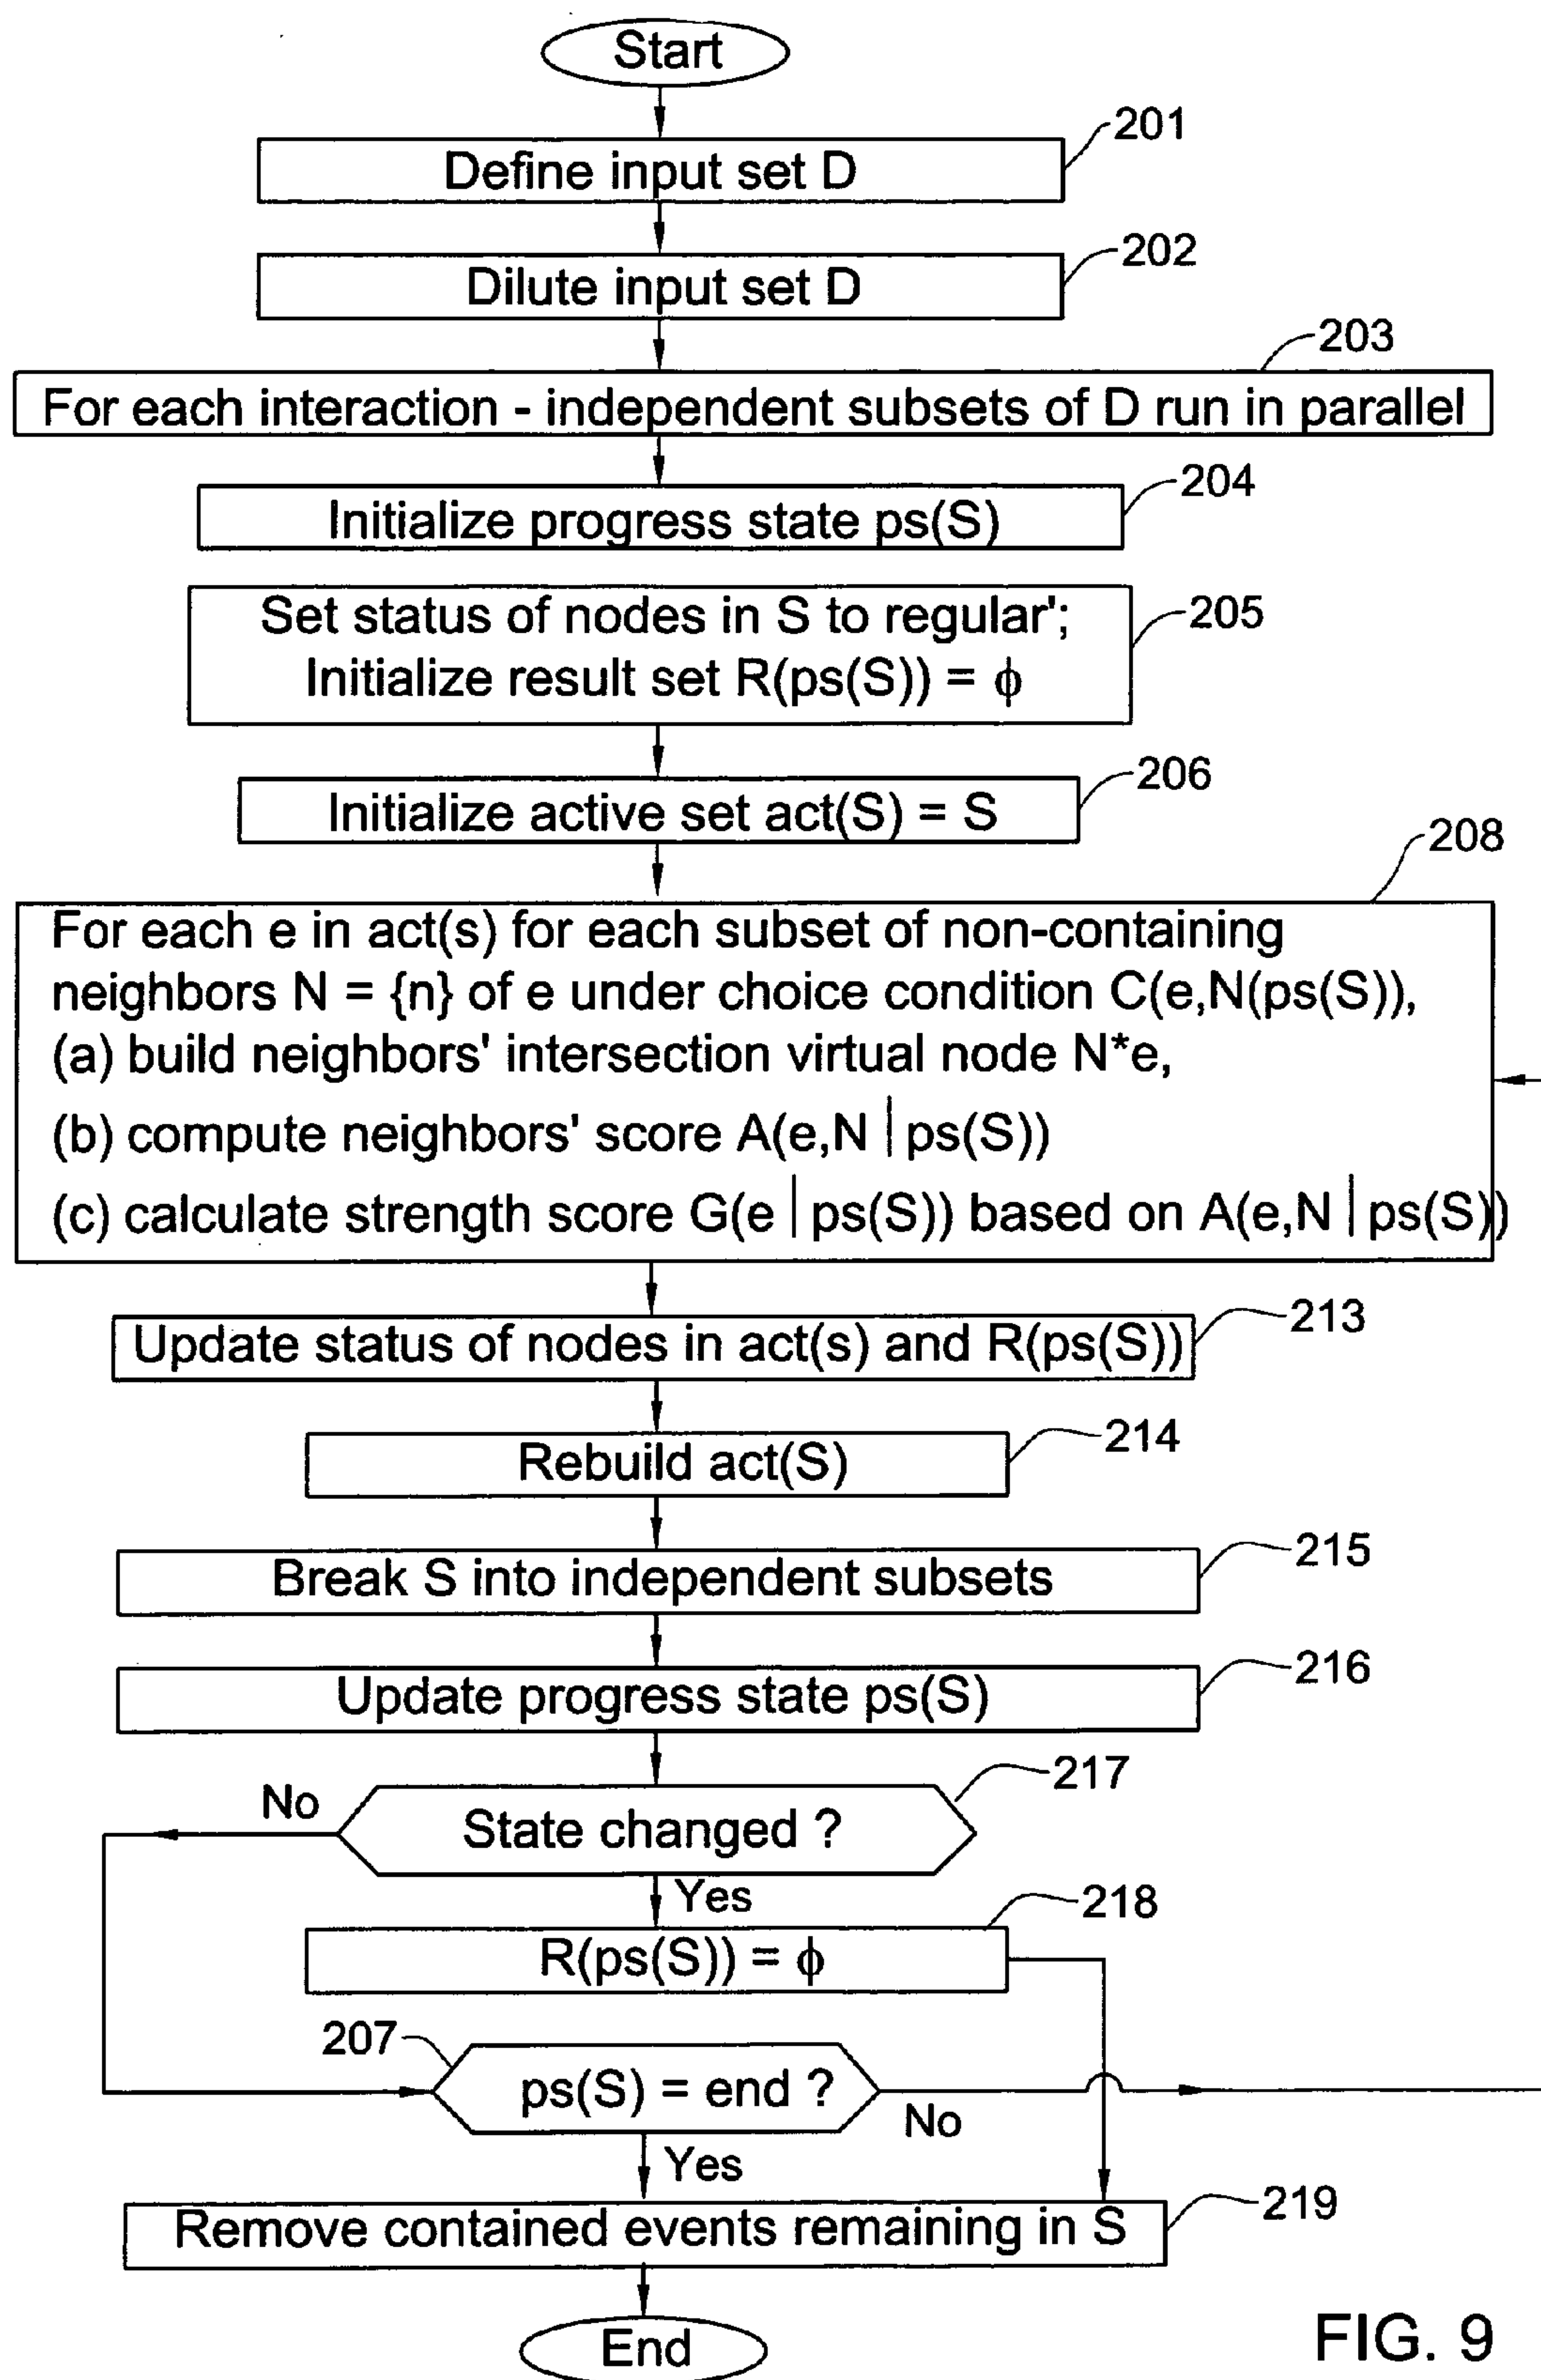 Start
201
Define input set D
202
Dilute input set D
203
For each interaction - independent subsets of D run in parallel
204
Initialize progress state ps(S)
205
Set status of nodes in S to regular';
Initialize result set R(ps(S)) = ϕ
206
Initialize active set act(S) = S
208
For each e in act(s) for each subset of non-containing
neighbors N = {n} of e under choice condition C(e,N(ps(S)),
(a) build neighbors' intersection virtual node N*e,
(b) compute neighbors' score A(e,N | ps(S))
(c) calculate strength score G(e | ps(S)) based on A(e,N | ps(S))
213
Update status of nodes in act(s) and R(ps(S))
214
Rebuild act(S)
215
Break S into independent subsets
216
Update progress state ps(S)
217
No
State changed ?
Yes
218
R(ps(S)) = ϕ
207
ps(S) = end ?
No
Yes
219
Remove contained events remaining in S
End
FIG. 9